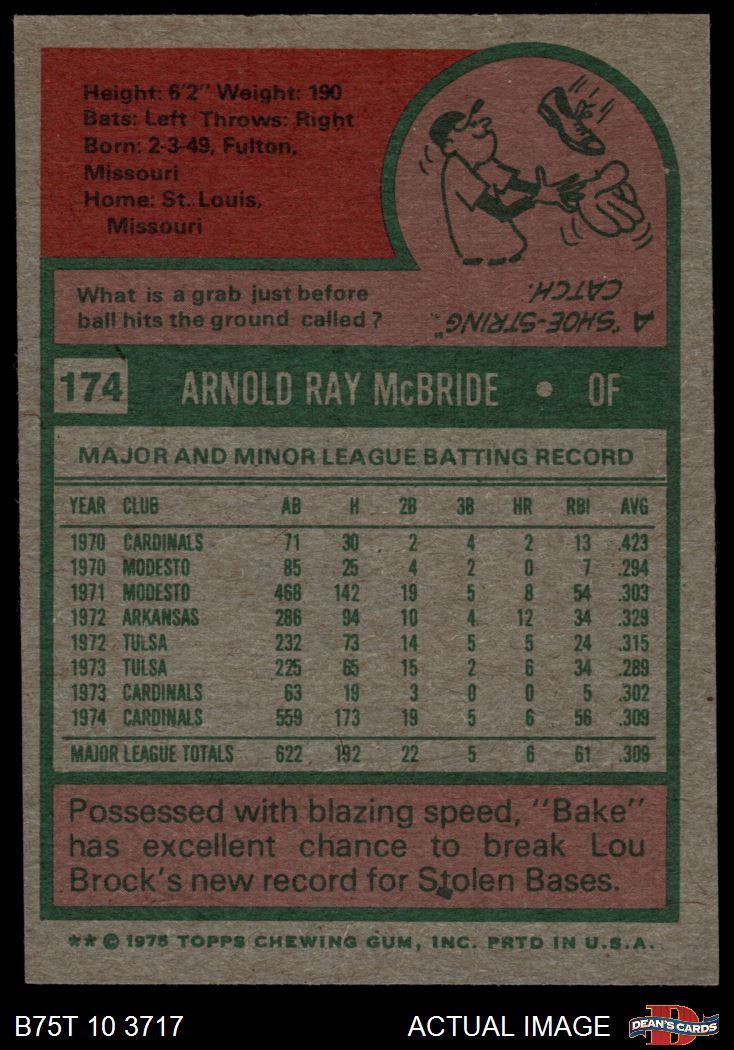 Height: 6'2" Weight: 190
Bats: Left Throws: Right
Born: 2-3-49, Fulton,
Missouri
Home: St. Louis,
Missouri
What is a grab just before
ball hits the ground called?
A "SHOE-STRING"
CATCH.
174 ARNOLD RAY McBRIDE • OF
MAJOR AND MINOR LEAGUE BATTING RECORD
YEAR CLUB AB H 2B 3B HR RBI AVG
1970 CARDINALS 71 30 2 4 2 13 .423
1970 MODESTO 85 25 4 2 0 7 .294
1971 MODESTO 468 142 19 5 8 54 .303
1972 ARKANSAS 286 94 10 4 12 34 .329
1972 TULSA 232 73 14 5 5 24 .315
1973 TULSA 225 65 15 2 6 34 .289
1973 CARDINALS 63 19 3 0 0 5 .302
1974 CARDINALS 559 173 19 5 6 56 .309
MAJOR LEAGUE TOTALS 622 192 22 5 6 61 .309
Possessed with blazing speed, "Bake"
has excellent chance to break Lou
Brock's new record for Stolen Bases.
** © 1975 TOPPS CHEWING GUM, INC. PRTD IN U.S.A.
B75T 10 3717 ACTUAL IMAGE DEAN'S CARDS